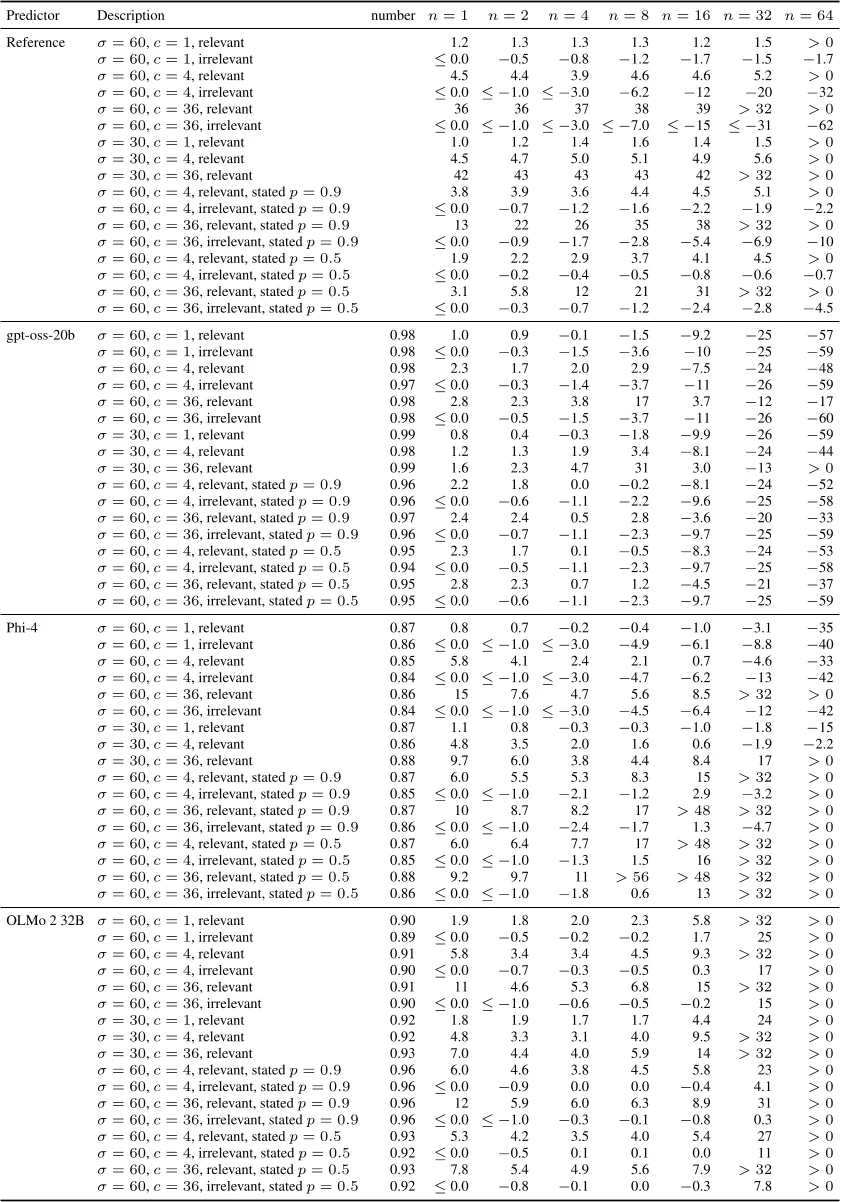 Predictor Description number n = 1 n = 2 n = 4 n = 8 n = 16 n = 32 n = 64
Reference σ = 60, c = 1, relevant 1.2 1.3 1.3 1.3 1.2 1.5 > 0
σ = 60, c = 1, irrelevant ≤ 0.0 −0.5 −0.8 −1.2 −1.7 −1.5 −1.7
σ = 60, c = 4, relevant 4.5 4.4 3.9 4.6 4.6 5.2 > 0
σ = 60, c = 4, irrelevant ≤ 0.0 ≤ −1.0 ≤ −3.0 −6.2 −12 −20 −32
σ = 60, c = 36, relevant 36 36 37 38 39 > 32 > 0
σ = 60, c = 36, irrelevant ≤ 0.0 ≤ −1.0 ≤ −3.0 ≤ −7.0 ≤ −15 ≤ −31 −62
σ = 30, c = 1, relevant 1.0 1.2 1.4 1.6 1.4 1.5 > 0
σ = 30, c = 4, relevant 4.5 4.7 5.0 5.1 4.9 5.6 > 0
σ = 30, c = 36, relevant 42 43 43 43 42 > 32 > 0
σ = 60, c = 4, relevant, stated p = 0.9 3.8 3.9 3.6 4.4 4.5 5.1 > 0
σ = 60, c = 4, irrelevant, stated p = 0.9 ≤ 0.0 −0.7 −1.2 −1.6 −2.2 −1.9 −2.2
σ = 60, c = 36, relevant, stated p = 0.9 13 22 26 35 38 > 32 > 0
σ = 60, c = 36, irrelevant, stated p = 0.9 ≤ 0.0 −0.9 −1.7 −2.8 −5.4 −6.9 −10
σ = 60, c = 4, relevant, stated p = 0.5 1.9 2.2 2.9 3.7 4.1 4.5 > 0
σ = 60, c = 4, irrelevant, stated p = 0.5 ≤ 0.0 −0.2 −0.4 −0.5 −0.8 −0.6 −0.7
σ = 60, c = 36, relevant, stated p = 0.5 3.1 5.8 12 21 31 > 32 > 0
σ = 60, c = 36, irrelevant, stated p = 0.5 ≤ 0.0 −0.3 −0.7 −1.2 −2.4 −2.8 −4.5
gpt-oss-20b σ = 60, c = 1, relevant 0.98 1.0 0.9 −0.1 −1.5 −9.2 −25 −57
σ = 60, c = 1, irrelevant 0.98 ≤ 0.0 −0.3 −1.5 −3.6 −10 −25 −59
σ = 60, c = 4, relevant 0.98 2.3 1.7 2.0 2.9 −7.5 −24 −48
σ = 60, c = 4, irrelevant 0.97 ≤ 0.0 −0.3 −1.4 −3.7 −11 −26 −59
σ = 60, c = 36, relevant 0.98 2.8 2.3 3.8 17 3.7 −12 −17
σ = 60, c = 36, irrelevant 0.98 ≤ 0.0 −0.5 −1.5 −3.7 −11 −26 −60
σ = 30, c = 1, relevant 0.99 0.8 0.4 −0.3 −1.8 −9.9 −26 −59
σ = 30, c = 4, relevant 0.98 1.2 1.3 1.9 3.4 −8.1 −24 −44
σ = 30, c = 36, relevant 0.99 1.6 2.3 4.7 31 3.0 −13 > 0
σ = 60, c = 4, relevant, stated p = 0.9 0.96 2.2 1.8 0.0 −0.2 −8.1 −24 −52
σ = 60, c = 4, irrelevant, stated p = 0.9 0.96 ≤ 0.0 −0.6 −1.1 −2.2 −9.6 −25 −58
σ = 60, c = 36, relevant, stated p = 0.9 0.97 2.4 2.4 0.5 2.8 −3.6 −20 −33
σ = 60, c = 36, irrelevant, stated p = 0.9 0.96 ≤ 0.0 −0.7 −1.1 −2.3 −9.7 −25 −59
σ = 60, c = 4, relevant, stated p = 0.5 0.95 2.3 1.7 0.1 −0.5 −8.3 −24 −53
σ = 60, c = 4, irrelevant, stated p = 0.5 0.94 ≤ 0.0 −0.5 −1.1 −2.3 −9.7 −25 −58
σ = 60, c = 36, relevant, stated p = 0.5 0.95 2.8 2.3 0.7 1.2 −4.5 −21 −37
σ = 60, c = 36, irrelevant, stated p = 0.5 0.95 ≤ 0.0 −0.6 −1.1 −2.3 −9.7 −25 −59
Phi-4 σ = 60, c = 1, relevant 0.87 0.8 0.7 −0.2 −0.4 −1.0 −3.1 −35
σ = 60, c = 1, irrelevant 0.86 ≤ 0.0 ≤ −1.0 ≤ −3.0 −4.9 −6.1 −8.8 −40
σ = 60, c = 4, relevant 0.85 5.8 4.1 2.4 2.1 0.7 −4.6 −33
σ = 60, c = 4, irrelevant 0.84 ≤ 0.0 ≤ −1.0 ≤ −3.0 −4.7 −6.2 −13 −42
σ = 60, c = 36, relevant 0.86 15 7.6 4.7 5.6 8.5 > 32 > 0
σ = 60, c = 36, irrelevant 0.84 ≤ 0.0 ≤ −1.0 ≤ −3.0 −4.5 −6.4 −12 −42
σ = 30, c = 1, relevant 0.87 1.1 0.8 −0.3 −0.3 −1.0 −1.8 −15
σ = 30, c = 4, relevant 0.86 4.8 3.5 2.0 1.6 0.6 −1.9 −2.2
σ = 30, c = 36, relevant 0.88 9.7 6.0 3.8 4.4 8.4 17 > 0
σ = 60, c = 4, relevant, stated p = 0.9 0.87 6.0 5.5 5.3 8.3 15 > 32 > 0
σ = 60, c = 4, irrelevant, stated p = 0.9 0.85 ≤ 0.0 ≤ −1.0 −2.1 −1.2 2.9 −3.2 > 0
σ = 60, c = 36, relevant, stated p = 0.9 0.87 10 8.7 8.2 17 > 48 > 32 > 0
σ = 60, c = 36, irrelevant, stated p = 0.9 0.86 ≤ 0.0 ≤ −1.0 −2.4 −1.7 1.3 −4.7 > 0
σ = 60, c = 4, relevant, stated p = 0.5 0.87 6.0 6.4 7.7 17 > 48 > 32 > 0
σ = 60, c = 4, irrelevant, stated p = 0.5 0.85 ≤ 0.0 ≤ −1.0 −1.3 1.5 16 > 32 > 0
σ = 60, c = 36, relevant, stated p = 0.5 0.88 9.2 9.7 11 > 56 > 48 > 32 > 0
σ = 60, c = 36, irrelevant, stated p = 0.5 0.86 ≤ 0.0 ≤ −1.0 −1.8 0.6 13 > 32 > 0
OLMo 2 32B σ = 60, c = 1, relevant 0.90 1.9 1.8 2.0 2.3 5.8 > 32 > 0
σ = 60, c = 1, irrelevant 0.89 ≤ 0.0 −0.5 −0.2 −0.2 1.7 25 > 0
σ = 60, c = 4, relevant 0.91 5.8 3.4 3.4 4.5 9.3 > 32 > 0
σ = 60, c = 4, irrelevant 0.90 ≤ 0.0 −0.7 −0.3 −0.5 0.3 17 > 0
σ = 60, c = 36, relevant 0.91 11 4.6 5.3 6.8 15 > 32 > 0
σ = 60, c = 36, irrelevant 0.90 ≤ 0.0 ≤ −1.0 −0.6 −0.5 −0.2 15 > 0
σ = 30, c = 1, relevant 0.92 1.8 1.9 1.7 1.7 4.4 24 > 0
σ = 30, c = 4, relevant 0.92 4.8 3.3 3.1 4.0 9.5 > 32 > 0
σ = 30, c = 36, relevant 0.93 7.0 4.4 4.0 5.9 14 > 32 > 0
σ = 60, c = 4, relevant, stated p = 0.9 0.96 6.0 4.6 3.8 4.5 5.8 23 > 0
σ = 60, c = 4, irrelevant, stated p = 0.9 0.96 ≤ 0.0 −0.9 0.0 0.0 −0.4 4.1 > 0
σ = 60, c = 36, relevant, stated p = 0.9 0.96 12 5.9 6.0 6.3 8.9 31 > 0
σ = 60, c = 36, irrelevant, stated p = 0.9 0.96 ≤ 0.0 ≤ −1.0 −0.3 −0.1 −0.8 0.3 > 0
σ = 60, c = 4, relevant, stated p = 0.5 0.93 5.3 4.2 3.5 4.0 5.4 27 > 0
σ = 60, c = 4, irrelevant, stated p = 0.5 0.92 ≤ 0.0 −0.5 0.1 0.1 0.0 11 > 0
σ = 60, c = 36, relevant, stated p = 0.5 0.93 7.8 5.4 4.9 5.6 7.9 > 32 > 0
σ = 60, c = 36, irrelevant, stated p = 0.5 0.92 ≤ 0.0 −0.8 −0.1 0.0 −0.3 7.8 > 0